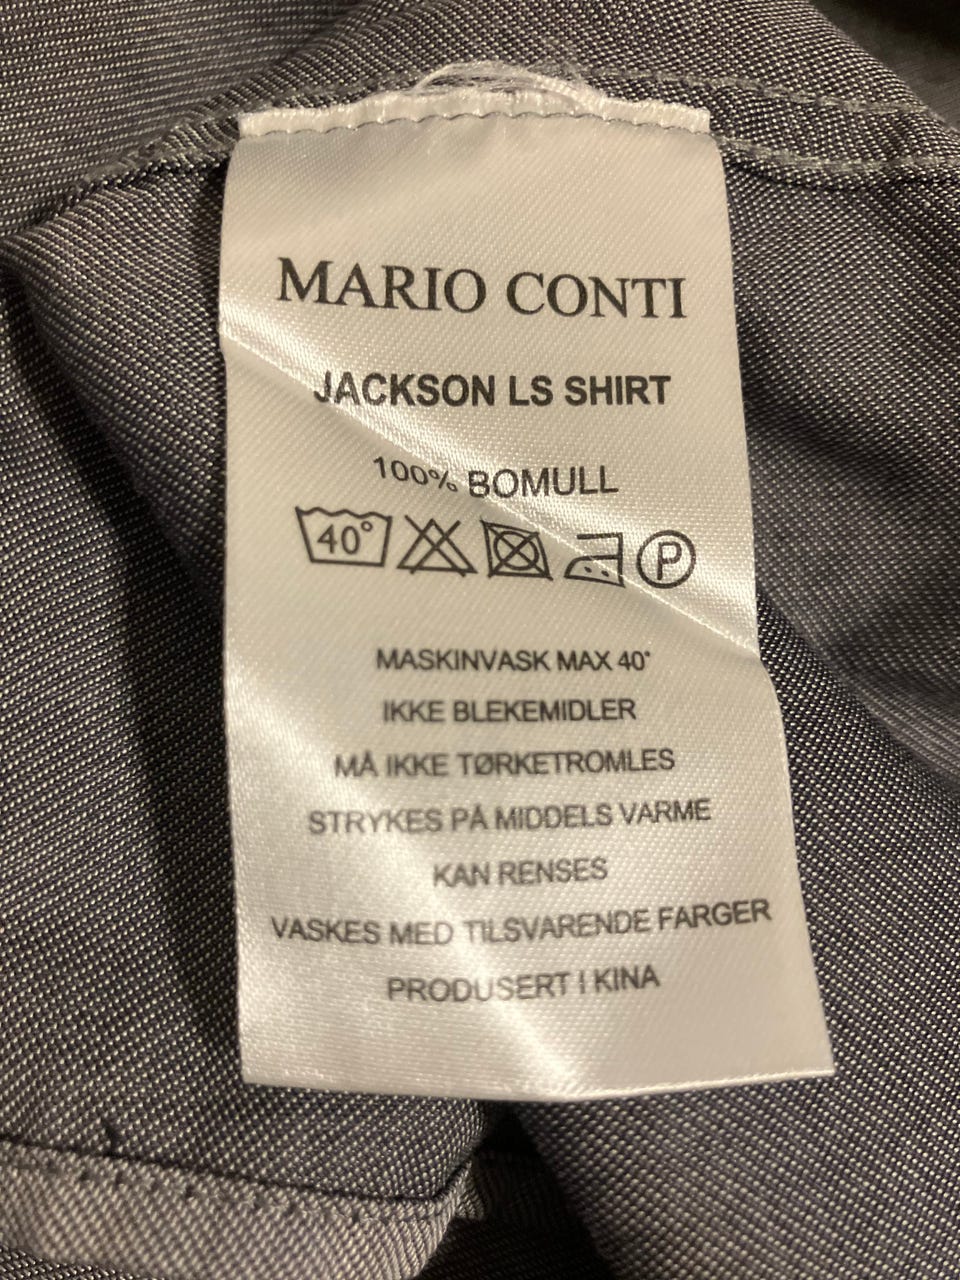 MARIO CONTI
JACKSON LS SHIRT
100% BOMULL
40° P
MASKINVASK MAX 40°
IKKE BLEKEMIDLER
MÅ IKKE TØRKETROMLES
STRYKES PÅ MIDDELS VARME
KAN RENSES
VASKES MED TILSVARENDE FARGER
PRODUSERT I KINA